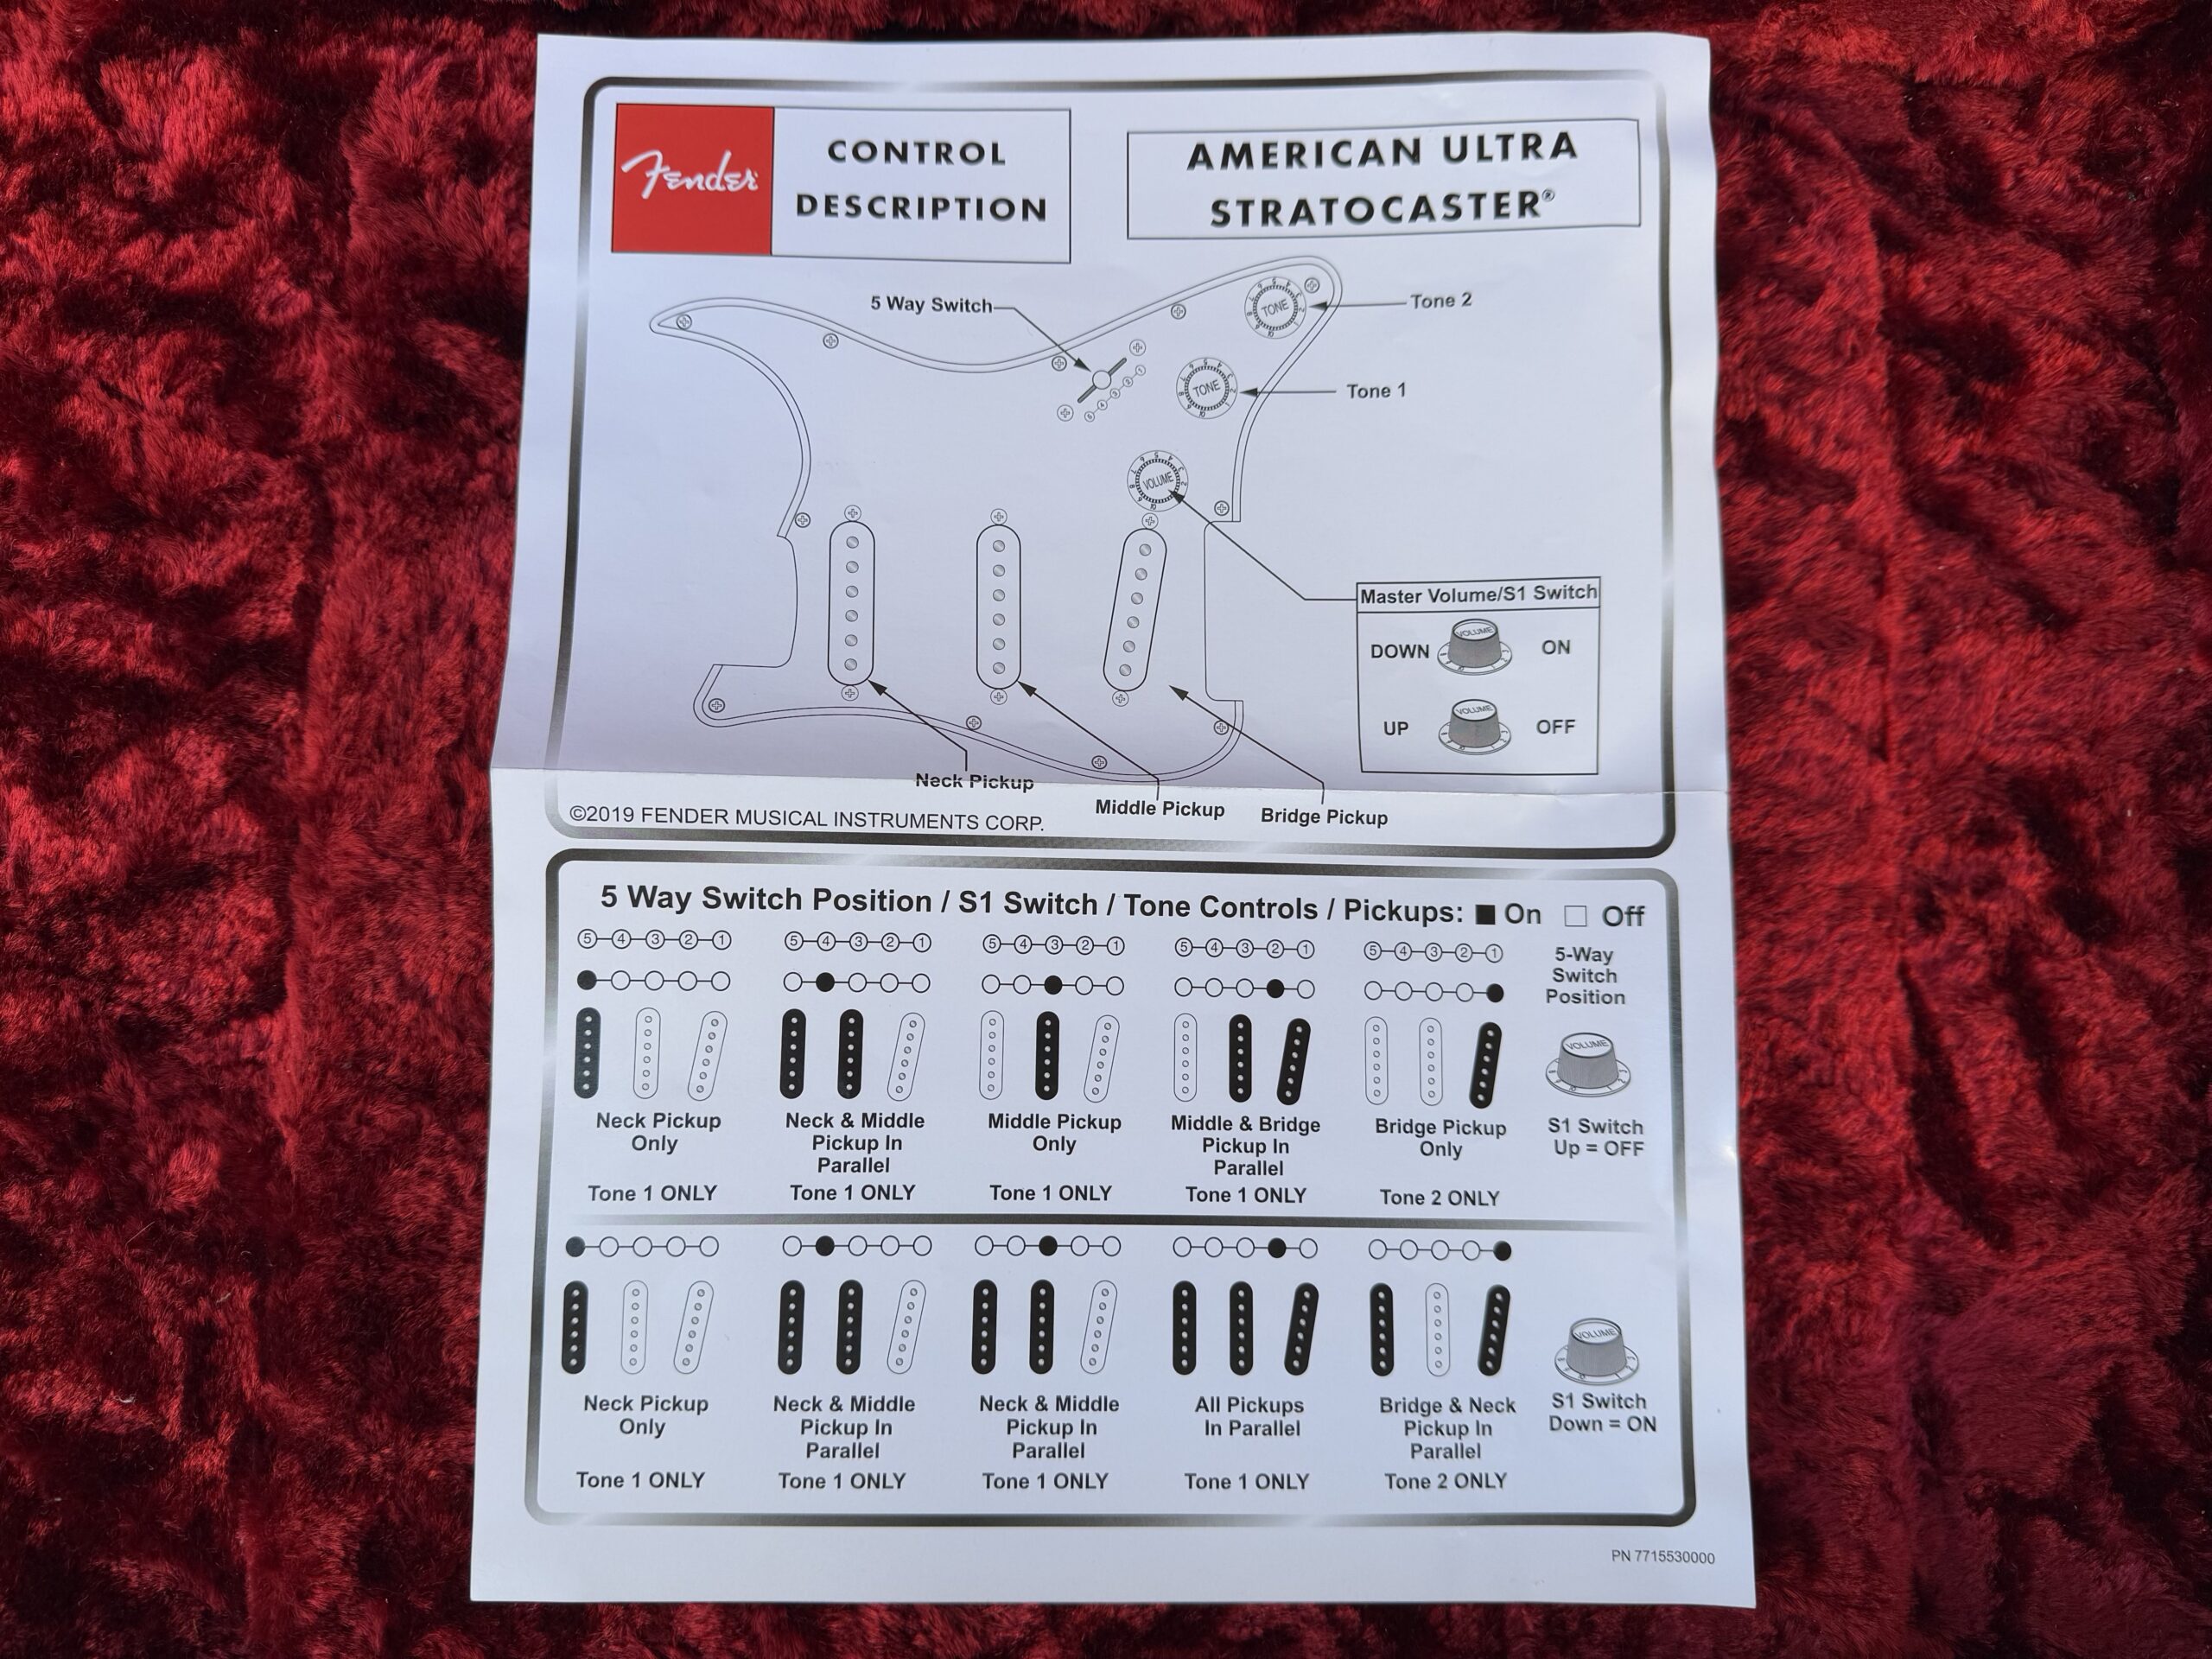 Fender
CONTROL
DESCRIPTION
AMERICAN ULTRA
STRATOCASTER®
5 Way Switch
TONE
Tone 2
TONE
Tone 1
VOLUME
Master Volume/S1 Switch
DOWN
VOLUME
ON
UP
VOLUME
OFF
Neck Pickup
Middle Pickup
Bridge Pickup
©2019 FENDER MUSICAL INSTRUMENTS CORP.
5 Way Switch Position / S1 Switch / Tone Controls / Pickups: ■ On □ Off
5 4 3 2 1
5 4 3 2 1
5 4 3 2 1
5 4 3 2 1
5 4 3 2 1
5-Way
Switch
Position
VOLUME
Neck Pickup
Only
Tone 1 ONLY
Neck & Middle
Pickup In
Parallel
Tone 1 ONLY
Middle Pickup
Only
Tone 1 ONLY
Middle & Bridge
Pickup In
Parallel
Tone 1 ONLY
Bridge Pickup
Only
Tone 2 ONLY
S1 Switch
Up = OFF
VOLUME
Neck Pickup
Only
Tone 1 ONLY
Neck & Middle
Pickup In
Parallel
Tone 1 ONLY
Neck & Middle
Pickup In
Parallel
Tone 1 ONLY
All Pickups
In Parallel
Tone 1 ONLY
Bridge & Neck
Pickup In
Parallel
Tone 2 ONLY
S1 Switch
Down = ON
PN 7715530000